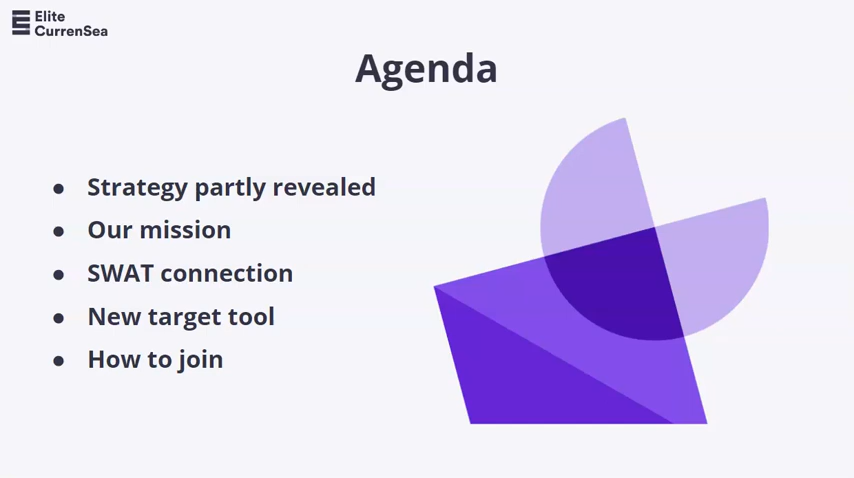 Elite
CurrenSea
Agenda
● Strategy partly revealed
● Our mission
● SWAT connection
● New target tool
● How to join